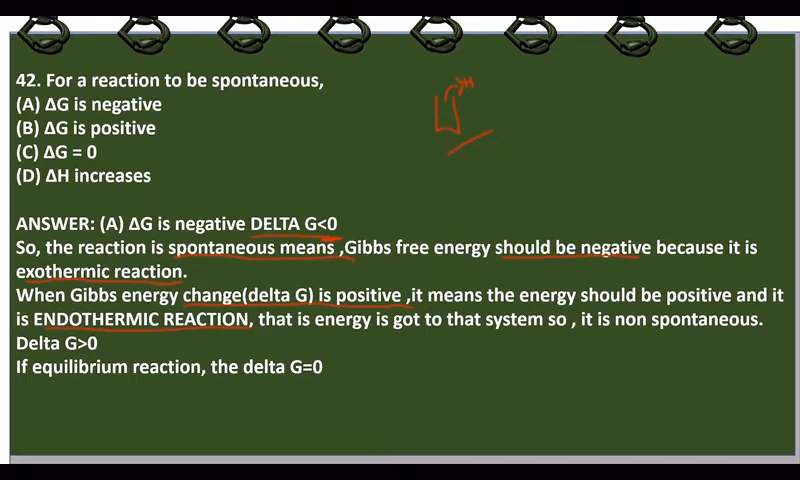 42. For a reaction to be spontaneous,
(A) ΔG is negative
(B) ΔG is positive
(C) ΔG = 0
(D) ΔH increases
H
ANSWER: (A) ΔG is negative DELTA G<0
So, the reaction is spontaneous means ,Gibbs free energy should be negative because it is
exothermic reaction.
When Gibbs energy change(delta G) is positive ,it means the energy should be positive and it
is ENDOTHERMIC REACTION, that is energy is got to that system so , it is non spontaneous.
Delta G>0
If equilibrium reaction, the delta G=0